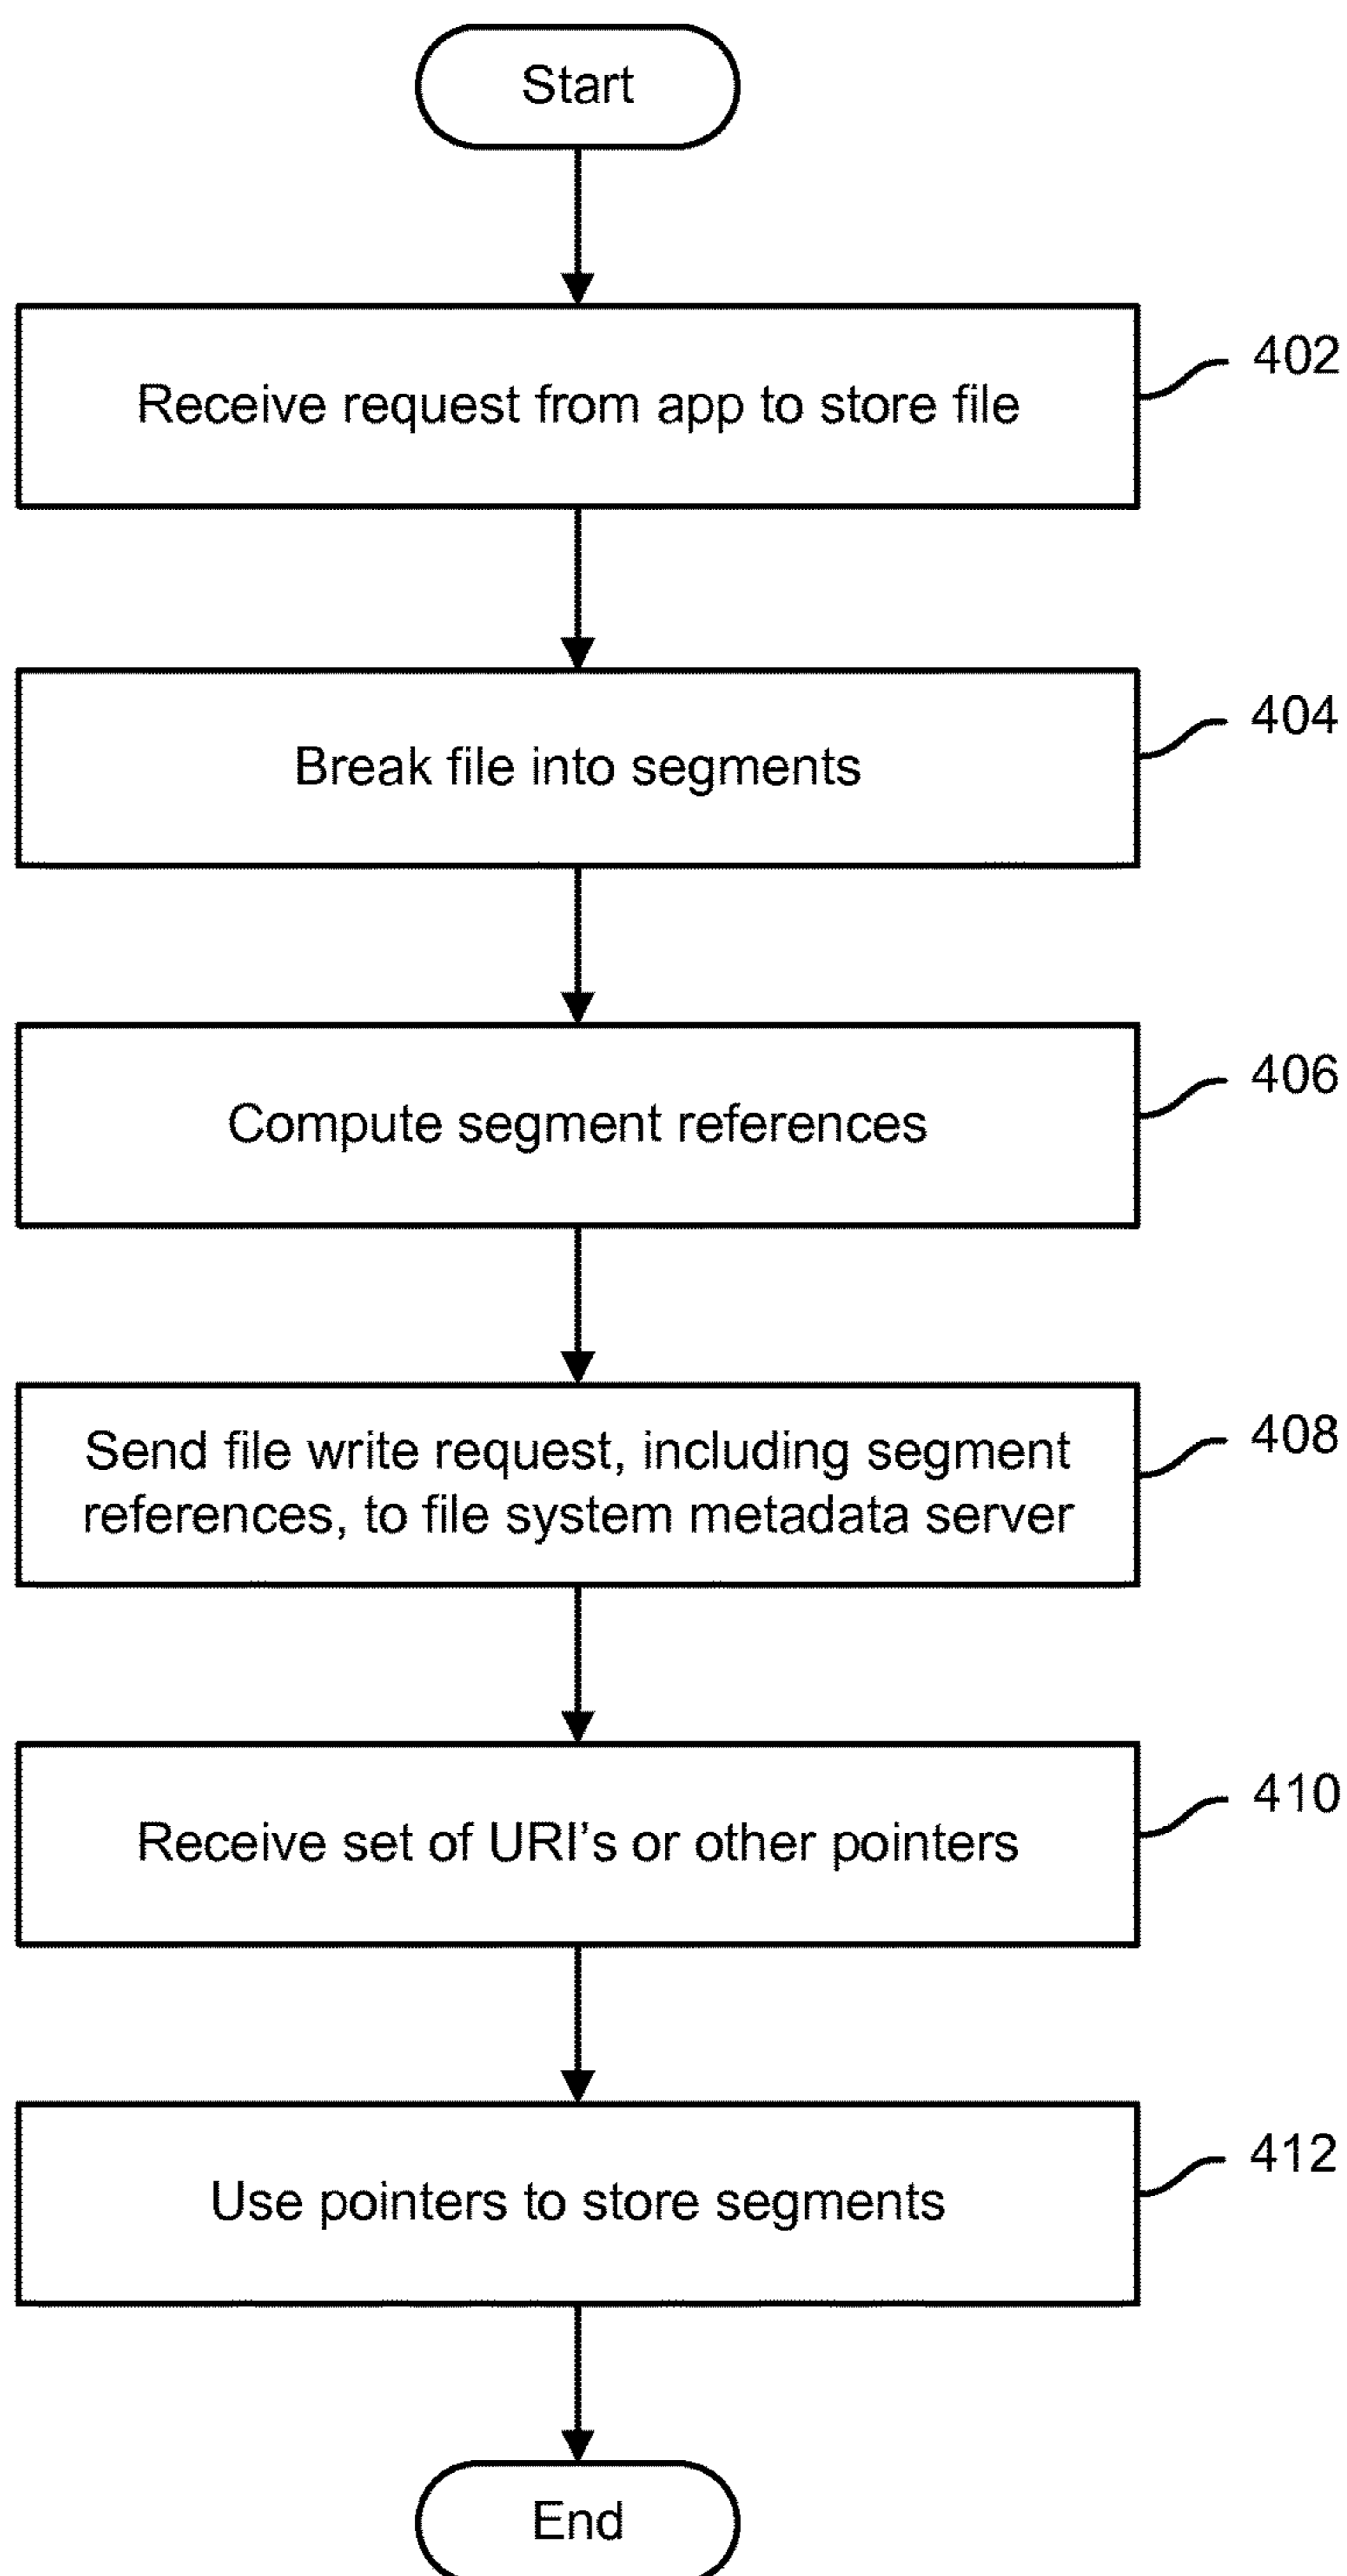 Start
Receive request from app to store file
402
Break file into segments
404
Compute segment references
406
Send file write request, including segment
references, to file system metadata server
408
Receive set of URI's or other pointers
410
Use pointers to store segments
412
End